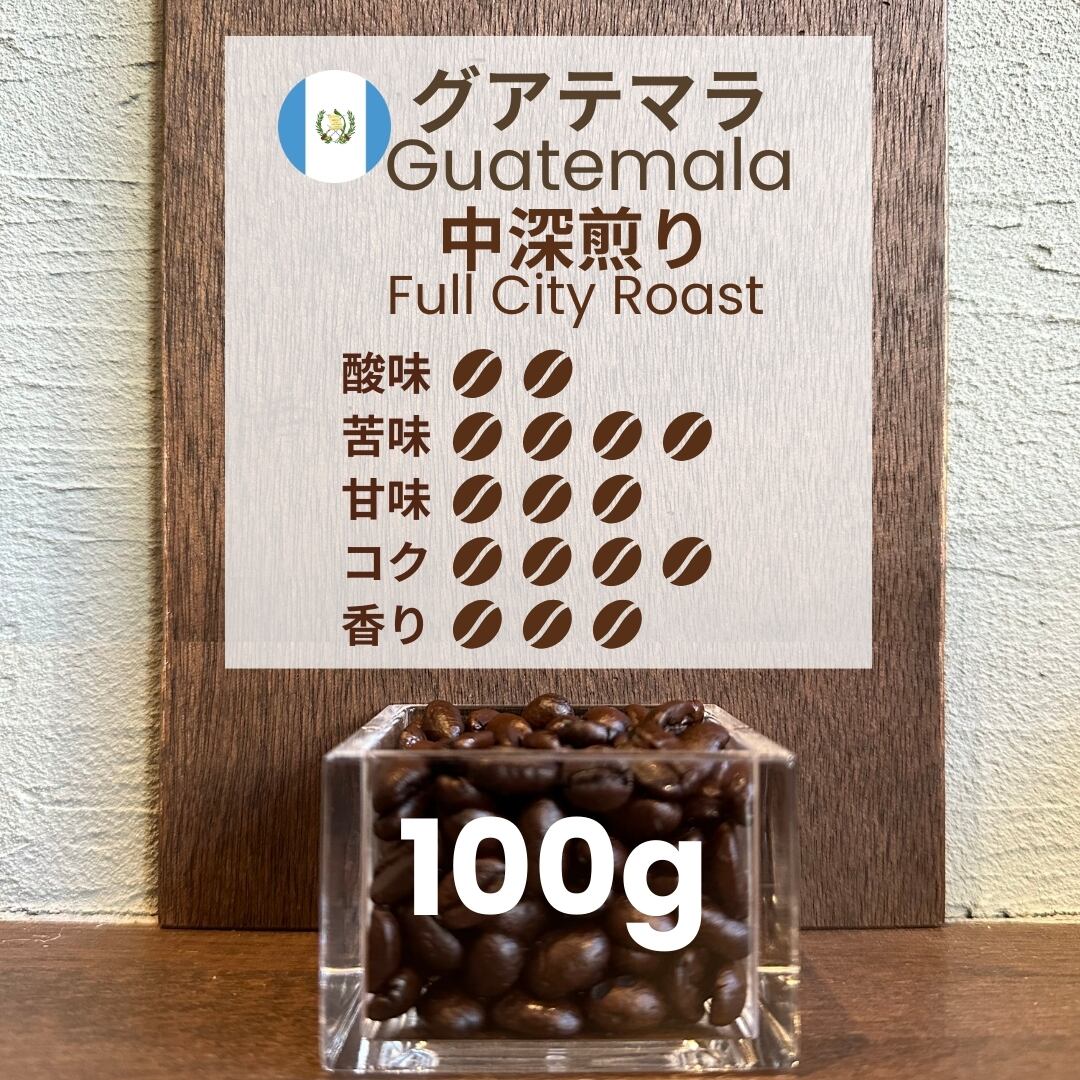 グアテマラ
Guatemala
中深煎り
Full City Roast
酸味
苦味
甘味
コク
香り
100g